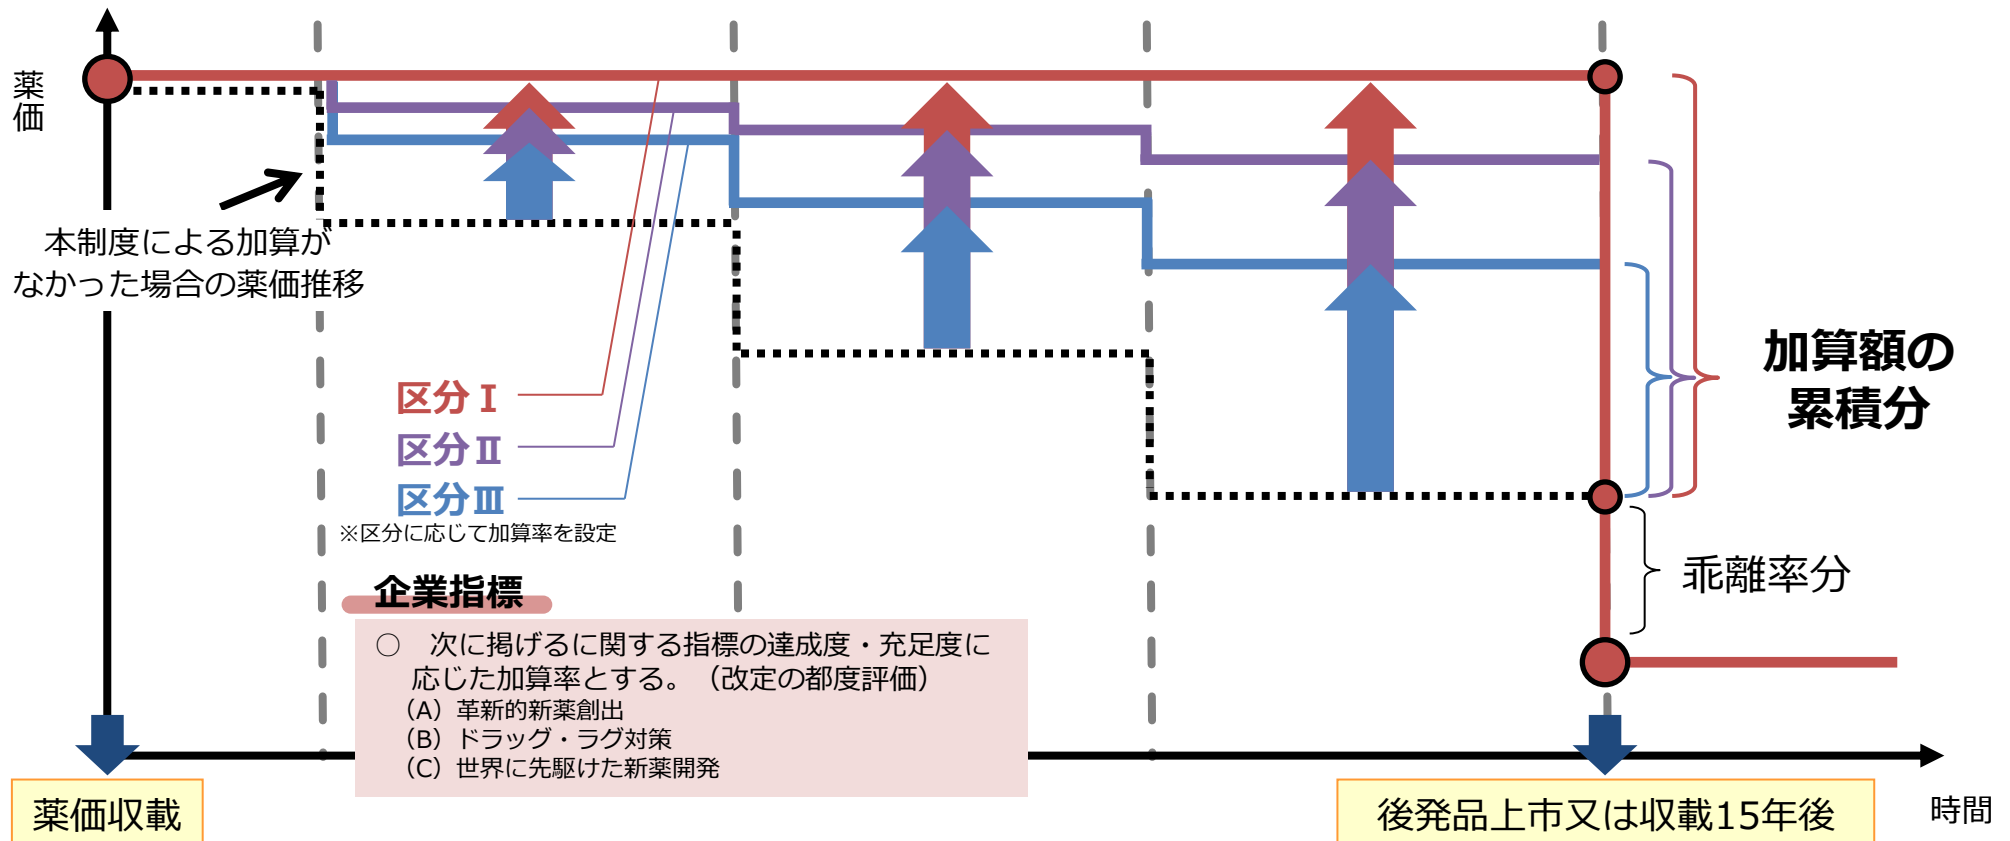 薬価
本制度による加算が
なかった場合の薬価推移
区分Ⅰ
区分Ⅱ
区分Ⅲ
※区分に応じて加算率を設定
企業指標
○ 次に掲げるに関する指標の達成度・充足度に
応じた加算率とする。（改定の都度評価）
（A）革新的新薬創出
（B）ドラッグ・ラグ対策
（C）世界に先駆けた新薬開発
加算額の
累積分
乖離率分
薬価収載
後発品上市又は収載15年後
時間